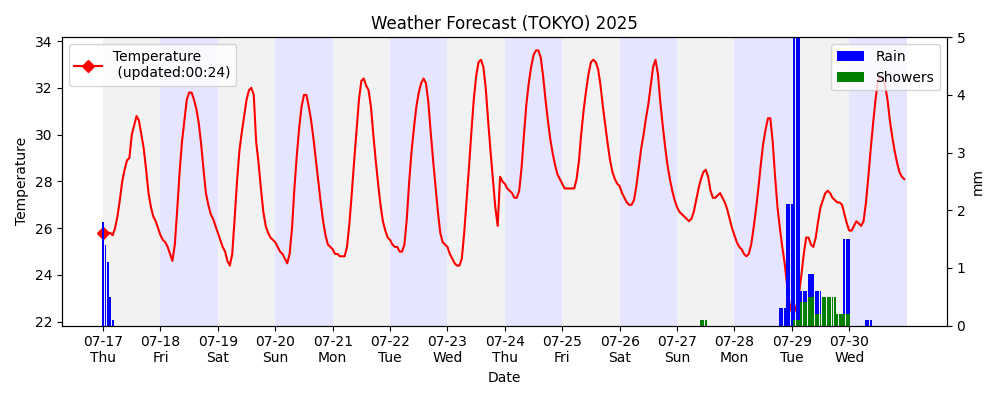 Weather Forecast (TOKYO) 2025
Temperature
(updated:00:24)
Rain
Showers
34
32
30
28
26
24
22
Temperature
5
4
3
2
1
0
mm
07-17 07-18 07-19 07-20 07-21 07-22 07-23 07-24 07-25 07-26 07-27 07-28 07-29 07-30
Thu Fri Sat Sun Mon Tue Wed Thu Fri Sat Sun Mon Tue Wed
Date